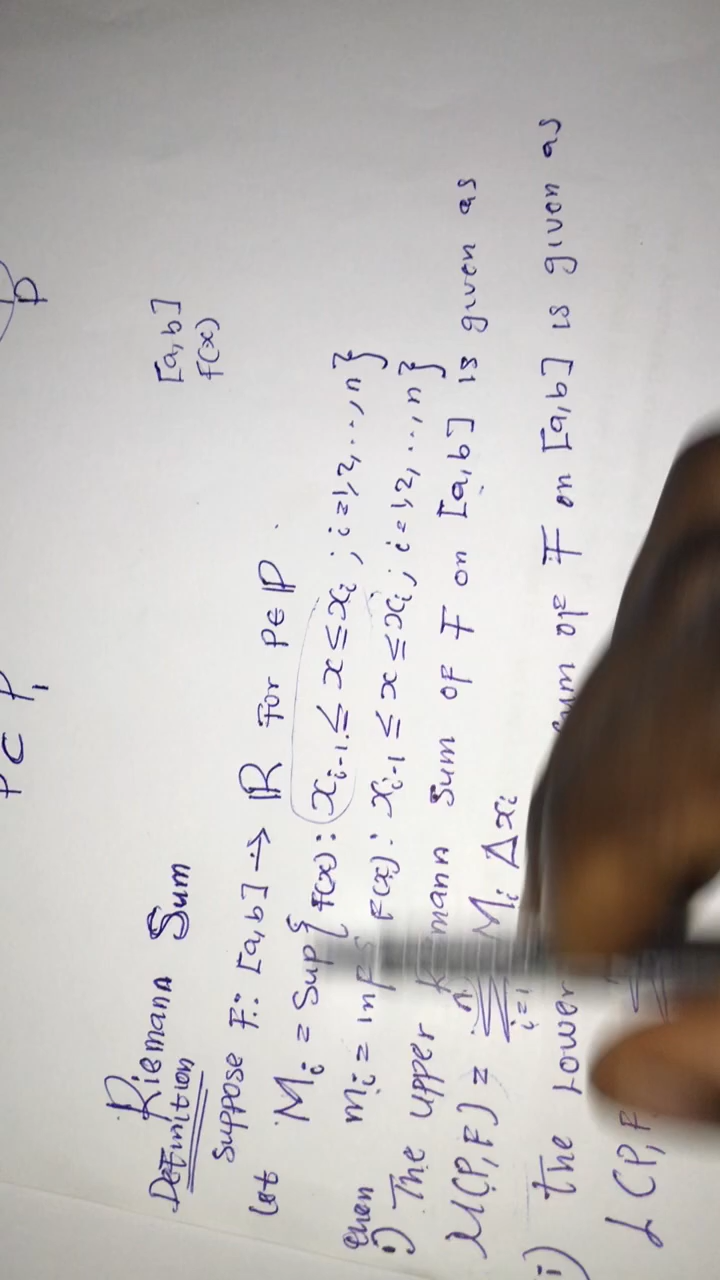 P ⊂ P₁
P
[a,b]
f(x)
Riemann Sum
Definition
Suppose F: [a,b] → ℝ For P∈ℙ.
Let Mᵢ = Sup{ f(x): xᵢ₋₁ ≤ x ≤ xᵢ ; i=1,2,...,n}
mᵢ = inf{ F(x): xᵢ₋₁ ≤ x ≤ xᵢ ; i=1,2,...,n}
then
i) The upper mann Sum of F on [a,b] is given as
U(P,F) = Σⁿᵢ₌₁ Mᵢ Δxᵢ
The Lower Sum of F on [a,b] is given as
L(P,F